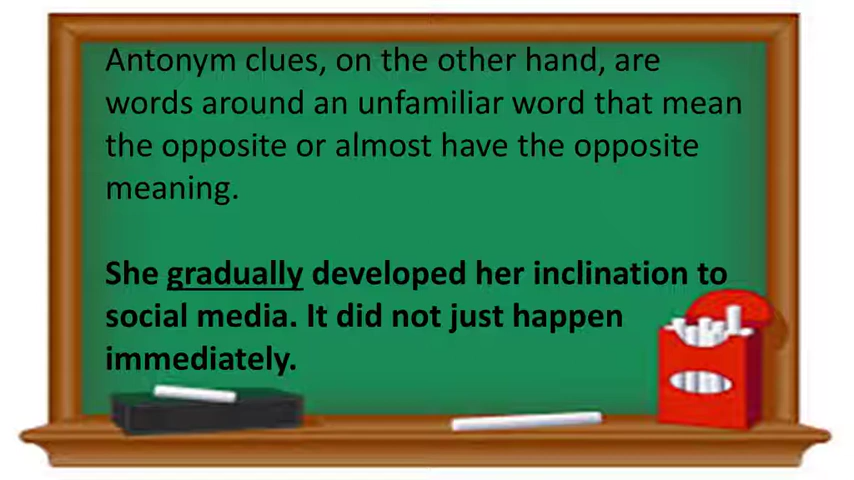 Antonym clues, on the other hand, are
words around an unfamiliar word that mean
the opposite or almost have the opposite
meaning.
She gradually developed her inclination to
social media. It did not just happen
immediately.